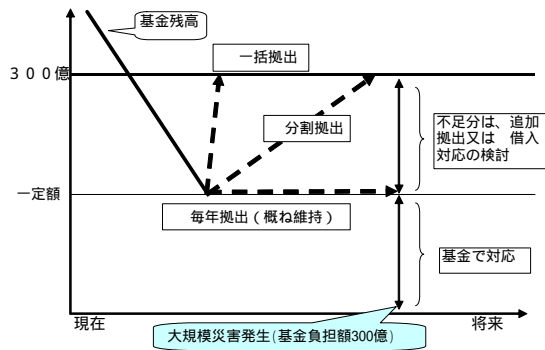 基金残高
一括拠出
３００億
分割拠出
不足分は、追加
拠出又は　借入
対応の検討
一定額
毎年拠出（概ね維持）
基金で対応
現在
将来
大規模災害発生(基金負担額300億)